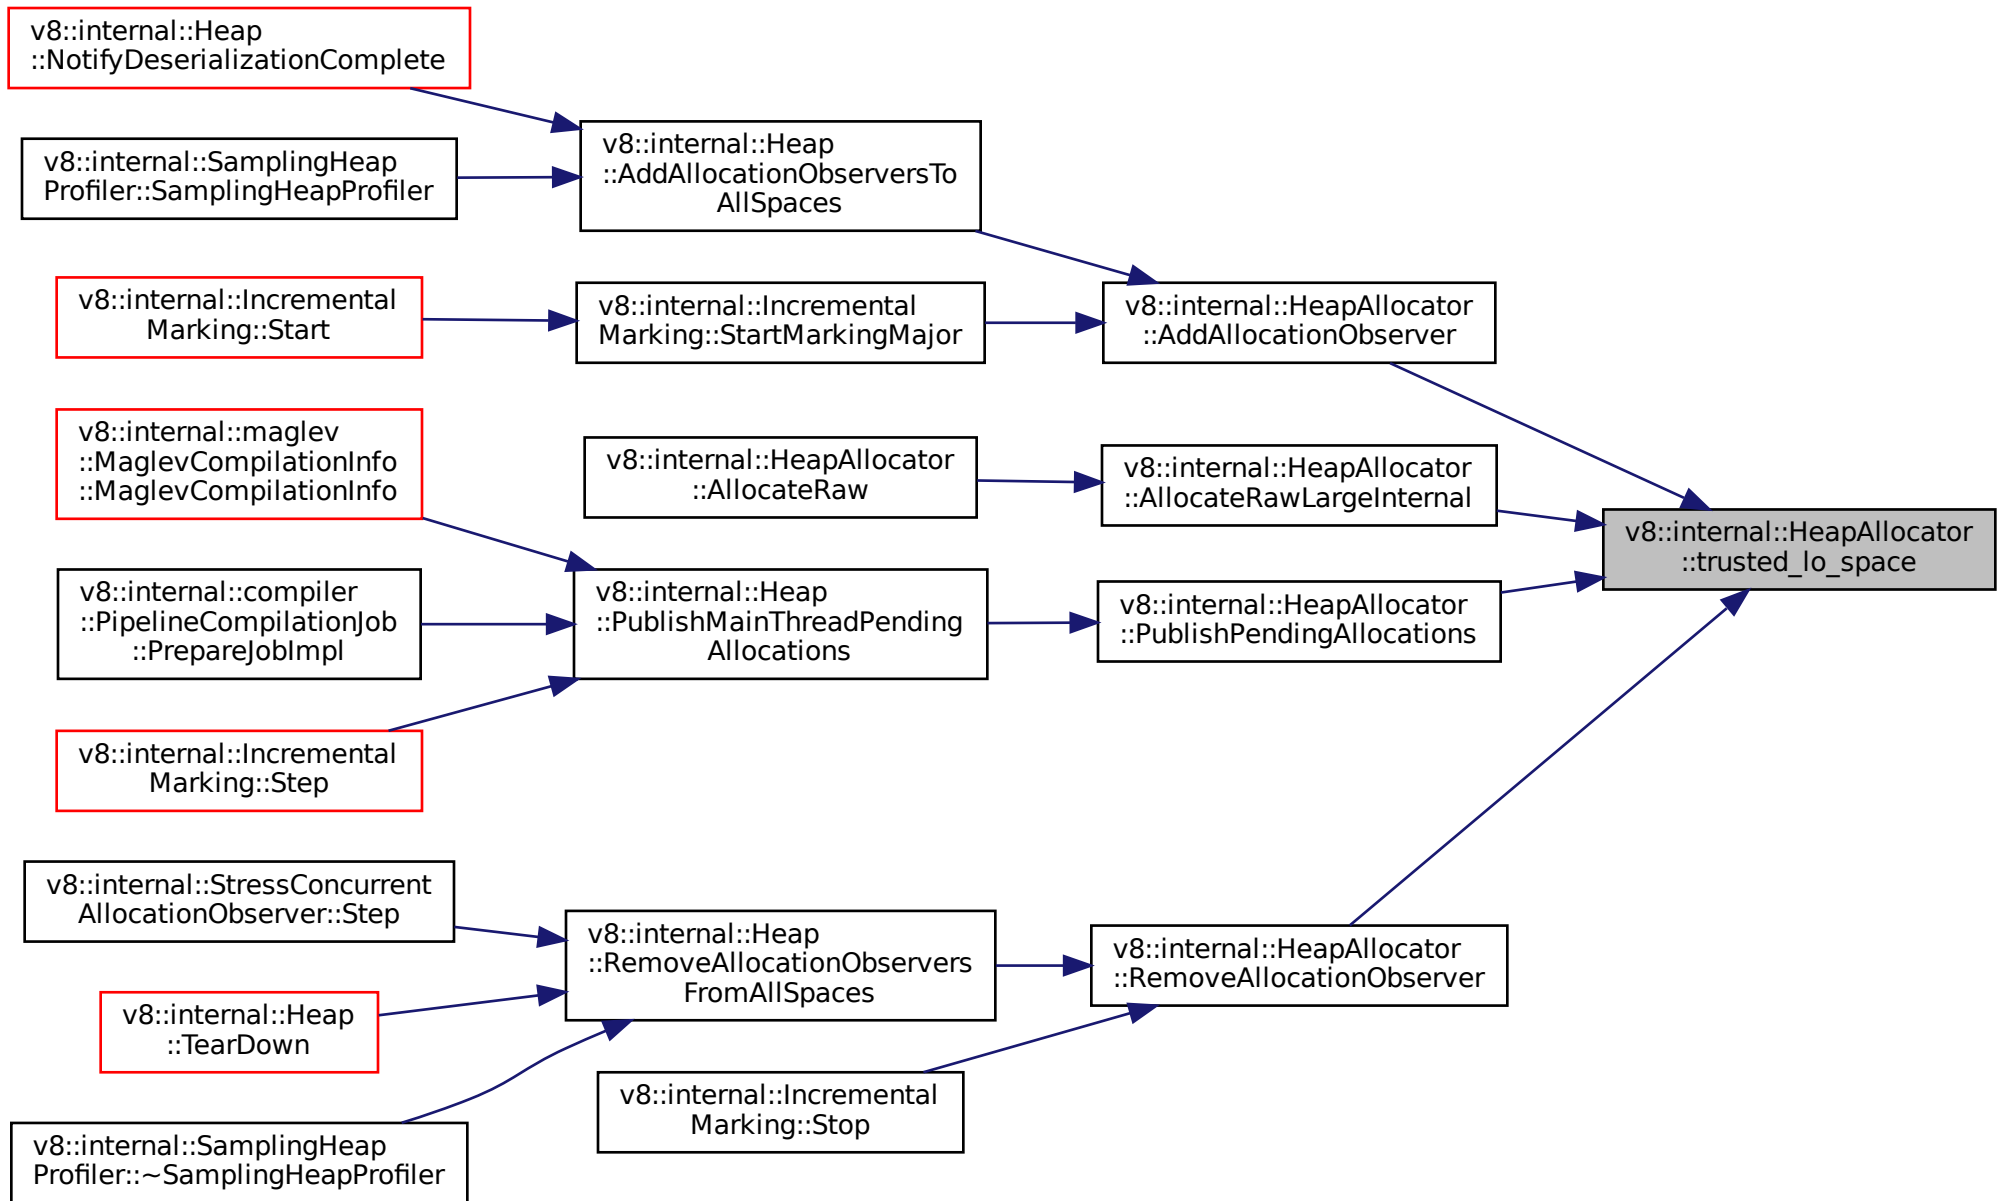 v8::internal::Heap
::NotifyDeserializationComplete
v8::internal::SamplingHeap
Profiler::SamplingHeapProfiler
v8::internal::Heap
::AddAllocationObserversTo
AllSpaces
v8::internal::Incremental
Marking::Start
v8::internal::Incremental
Marking::StartMarkingMajor
v8::internal::HeapAllocator
::AddAllocationObserver
v8::internal::maglev
::MaglevCompilationInfo
::MaglevCompilationInfo
v8::internal::HeapAllocator
::AllocateRaw
v8::internal::HeapAllocator
::AllocateRawLargeInternal
v8::internal::HeapAllocator
::trusted_lo_space
v8::internal::compiler
::PipelineCompilationJob
::PrepareJobImpl
v8::internal::Heap
::PublishMainThreadPending
Allocations
v8::internal::HeapAllocator
::PublishPendingAllocations
v8::internal::Incremental
Marking::Step
v8::internal::StressConcurrent
AllocationObserver::Step
v8::internal::Heap
::RemoveAllocationObservers
FromAllSpaces
v8::internal::HeapAllocator
::RemoveAllocationObserver
v8::internal::Heap
::TearDown
v8::internal::Incremental
Marking::Stop
v8::internal::SamplingHeap
Profiler::~SamplingHeapProfiler